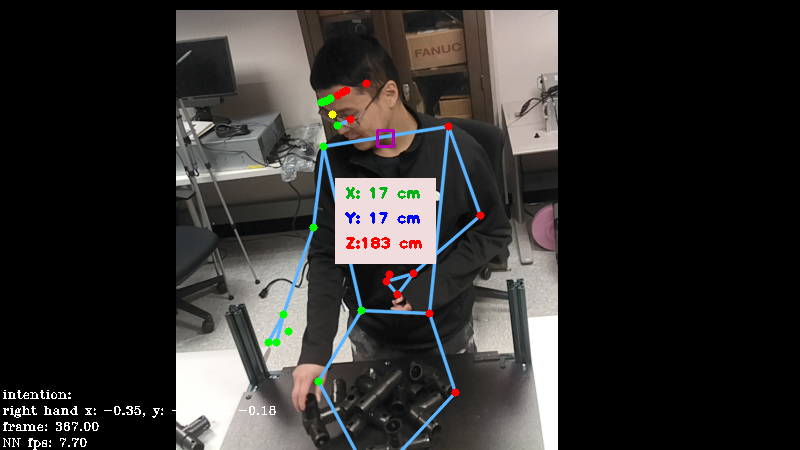 FANUC
X: 17 cm
Y: 17 cm
Z:183 cm
intention:
right hand x: -0.35, y: -0.18
frame: 367.00
NN fps: 7.70